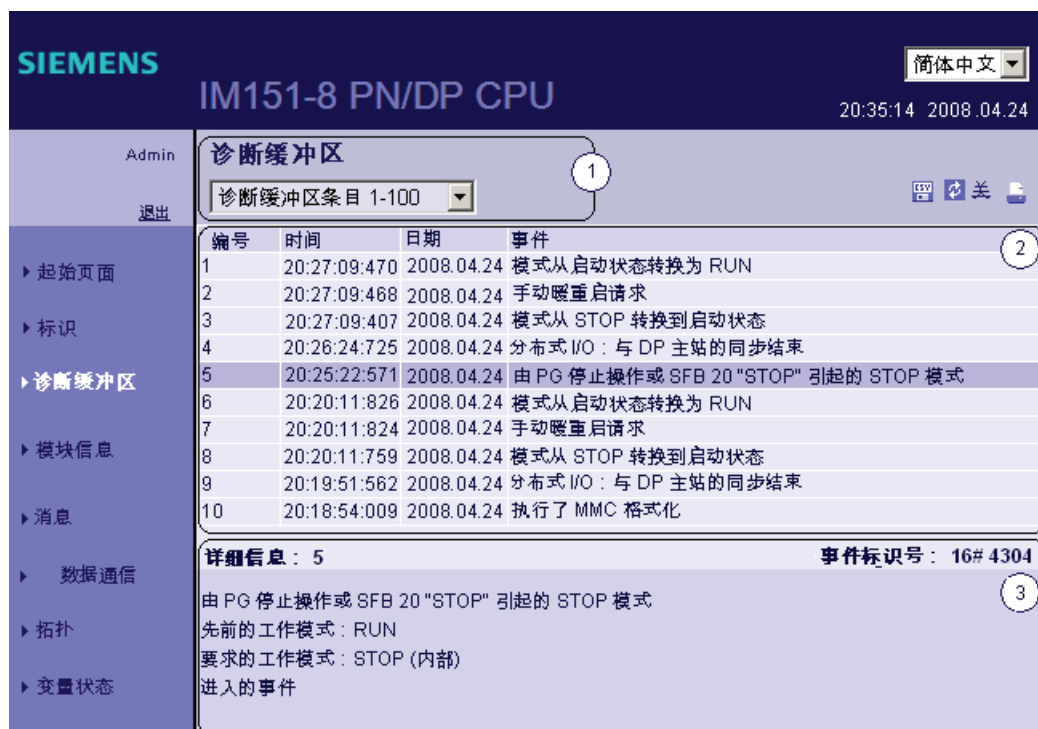 SIEMENS
简体中文
IM151-8 PN/DP CPU
20:35:14 2008.04.24
Admin
退出
起始页面
标识
诊断缓冲区
模块信息
消息
数据通信
拓扑
变量状态
诊断缓冲区
1
诊断缓冲区条目 1-100
CSV
关
编号 时间 日期 事件
2
1 20:27:09:470 2008.04.24 模式从启动状态转换为 RUN
2 20:27:09:468 2008.04.24 手动暖重启请求
3 20:27:09:407 2008.04.24 模式从 STOP 转换到启动状态
4 20:26:24:725 2008.04.24 分布式 I/O : 与 DP 主站的同步结束
5 20:25:22:571 2008.04.24 由 PG 停止操作或 SFB 20 "STOP" 引起的 STOP 模式
6 20:20:11:826 2008.04.24 模式从启动状态转换为 RUN
7 20:20:11:824 2008.04.24 手动暖重启请求
8 20:20:11:759 2008.04.24 模式从 STOP 转换到启动状态
9 20:19:51:562 2008.04.24 分布式 I/O : 与 DP 主站的同步结束
10 20:18:54:009 2008.04.24 执行了 MMC 格式化
详细信息 : 5 事件标识号 : 16# 4304
3
由 PG 停止操作或 SFB 20 "STOP" 引起的 STOP 模式
先前的工作模式 : RUN
要求的工作模式 : STOP (内部)
进入的事件